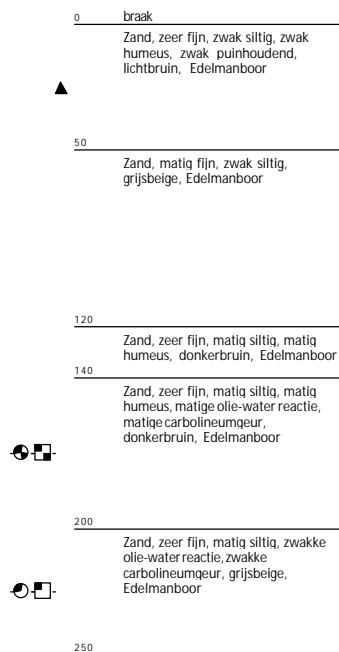 0 braak
Zand, zeer fijn, zwak siltig, zwak
humeus, zwak puinhoudend,
lichtbruin, Edelmanboor
50
Zand, matig fijn, zwak siltig,
grijsbeige, Edelmanboor
120
Zand, zeer fijn, matig siltig, matig
humeus, donkerbruin, Edelmanboor
140
Zand, zeer fijn, matig siltig, matig
humeus, matige olie-water reactie,
matige carbolineumgeur,
donkerbruin, Edelmanboor
200
Zand, zeer fijn, matig siltig, zwakke
olie-water reactie, zwakke
carbolineumgeur, grijsbeige,
Edelmanboor
250